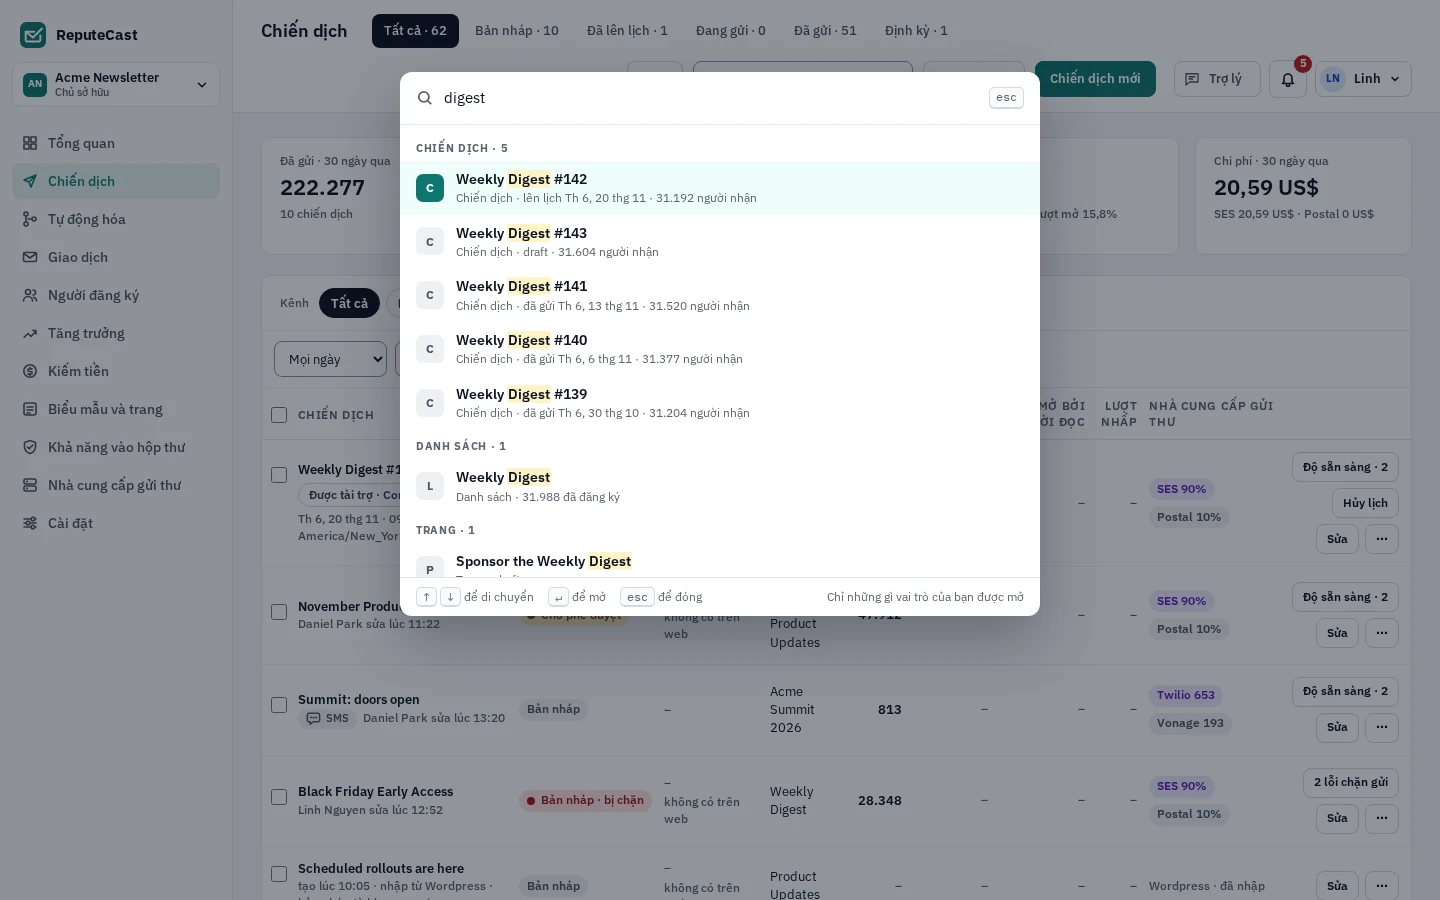 ReputeCast
AN
Acme Newsletter
Chủ sở hữu
Tổng quan
Chiến dịch
Tự động hóa
Giao dịch
Người đăng ký
Tăng trưởng
Kiếm tiền
Biểu mẫu và trang
Khả năng vào hộp thư
Nhà cung cấp gửi thư
Cài đặt
Chiến dịch
Tất cả · 62
Bản nháp · 10
Đã lên lịch · 1
Đang gửi · 0
Đã gửi · 51
Định kỳ · 1
Chiến dịch mới
Trợ lý
5
LN
Linh
digest
esc
CHIẾN DỊCH · 5
C
Weekly Digest #142
Chiến dịch · lên lịch Th 6, 20 thg 11 · 31.192 người nhận
C
Weekly Digest #143
Chiến dịch · draft · 31.604 người nhận
C
Weekly Digest #141
Chiến dịch · đã gửi Th 6, 13 thg 11 · 31.520 người nhận
C
Weekly Digest #140
Chiến dịch · đã gửi Th 6, 6 thg 11 · 31.377 người nhận
C
Weekly Digest #139
Chiến dịch · đã gửi Th 6, 30 thg 10 · 31.204 người nhận
DANH SÁCH · 1
L
Weekly Digest
Danh sách · 31.988 đã đăng ký
TRANG · 1
P
Sponsor the Weekly Digest
↑ ↓ để di chuyển
↵ để mở
esc để đóng
Chỉ những gì vai trò của bạn được mở
Đã gửi · 30 ngày qua
222.277
10 chiến dịch
mở 15,8%
Chi phí · 30 ngày qua
20,59 US$
SES 20,59 US$ · Postal 0 US$
Kênh
Tất cả
Mọi ngày
CHIẾN DỊCH
MỞ BỞI
ĐỌC
LƯỢT
NHẤP
NHÀ CUNG CẤP GỬI
THƯ
Weekly Digest
Được tài trợ ·
Th 6, 20 thg 11 ·
–
–
SES 90%
Postal 10%
Độ sẵn sàng · 2
Hủy lịch
Sửa
···
November
Daniel Park sửa lúc 11:22
không có trên
web
Product
Updates
–
–
SES 90%
Postal 10%
Độ sẵn sàng · 2
Sửa
···
Summit: doors open
SMS
Daniel Park sửa lúc 13:20
Bản nháp
–
Acme
Summit
2026
813
–
–
–
Twilio 653
Vonage 193
Độ sẵn sàng · 2
Sửa
···
Black Friday Early Access
Linh Nguyen sửa lúc 12:52
Bản nháp · bị chặn
–
không có trên
web
Weekly
Digest
28.348
–
–
–
SES 90%
Postal 10%
2 lỗi chặn gửi
Sửa
···
Scheduled rollouts are here
tạo lúc 10:05 · nhập từ Wordpress ·
Bản nháp
–
không có trên
Product
Updates
–
–
–
–
Wordpress · đã nhập
Sửa
···